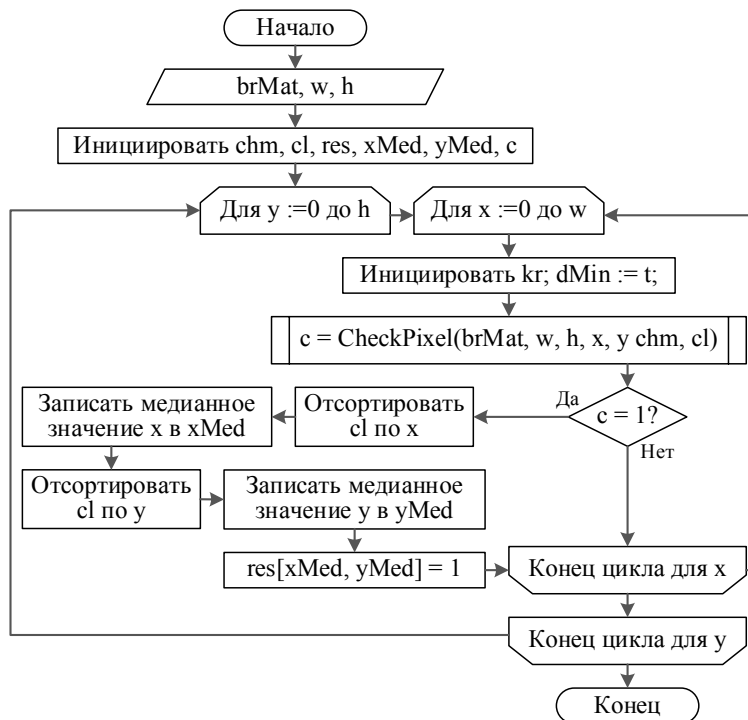 Начало
brMat, w, h
Инициировать chm, cl, res, xMed, yMed, c
Для y :=0 до h
Для x :=0 до w
Инициировать kr; dMin := t;
c = CheckPixel(brMat, w, h, x, y chm, cl)
c = 1?
Да
Нет
Отсортировать
cl по x
Записать медианное
значение x в xMed
Отсортировать
cl по y
Записать медианное
значение y в yMed
res[xMed, yMed] = 1
Конец цикла для x
Конец цикла для y
Конец